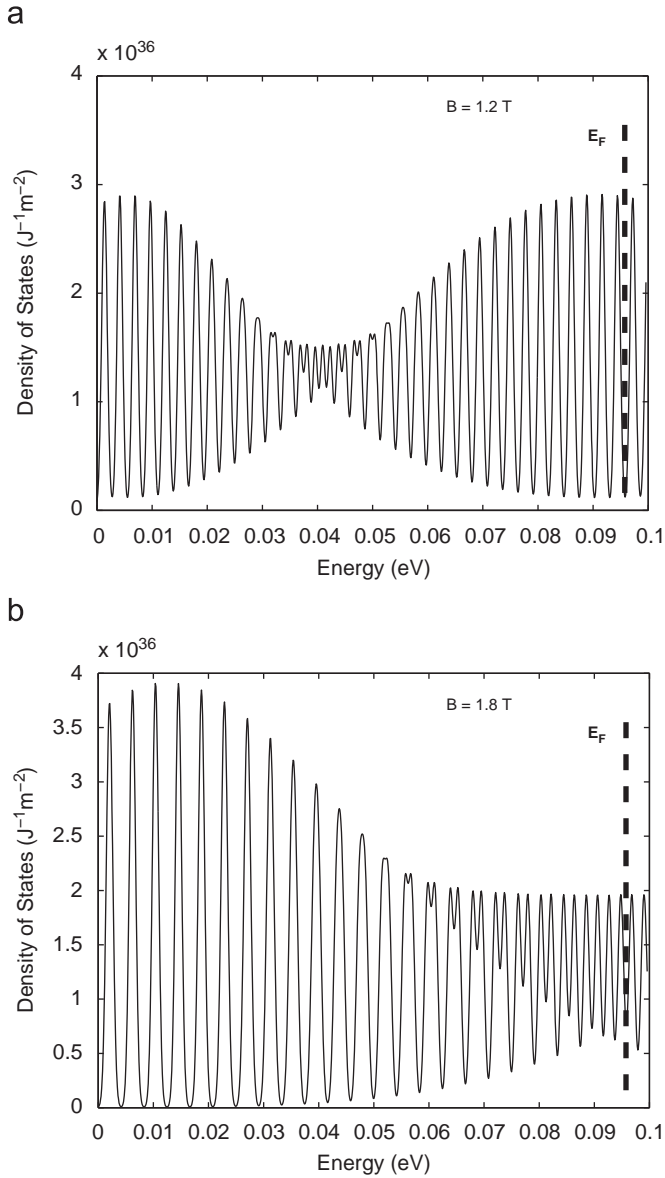 a
x 10³⁶
B = 1.2 T
E_F
Density of States (J⁻¹m⁻²)
4
3
2
1
0
0 0.01 0.02 0.03 0.04 0.05 0.06 0.07 0.08 0.09 0.1
Energy (eV)
b
x 10³⁶
B = 1.8 T
E_F
Density of States (J⁻¹m⁻²)
4
3.5
3
2.5
2
1.5
1
0.5
0
0 0.01 0.02 0.03 0.04 0.05 0.06 0.07 0.08 0.09 0.1
Energy (eV)